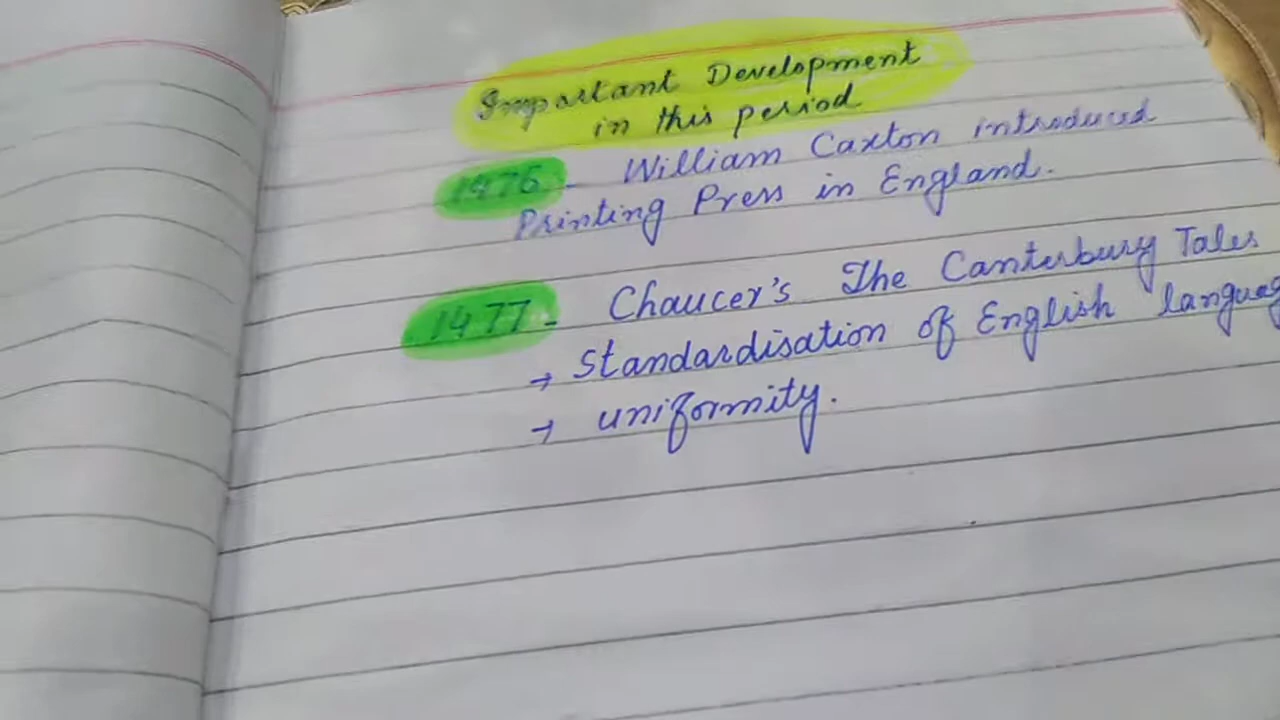 Important Development
in this period
1476 - William Caxton introduced
Printing Press in England.
1477 - Chaucer's The Canterbury Tales
→ Standardisation of English languag
→ uniformity.